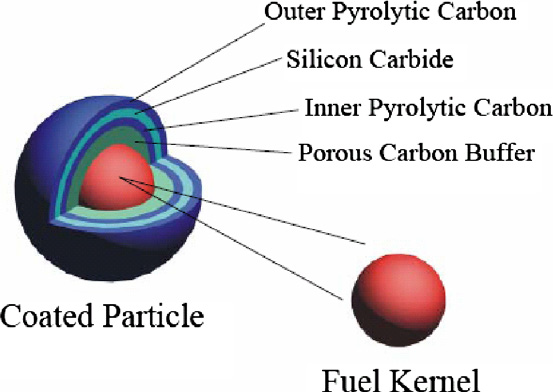 Outer Pyrolytic Carbon
Silicon Carbide
Inner Pyrolytic Carbon
Porous Carbon Buffer
Coated Particle
Fuel Kernel